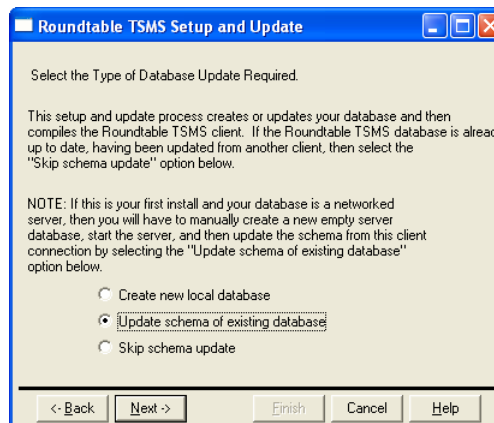 Roundtable TSMS Setup and Update
Select the Type of Database Update Required.
This setup and update process creates or updates your database and then
compiles the Roundtable TSMS client. If the Roundtable TSMS database is alread
up to date, having been updated from another client, then select the
"Skip schema update" option below.
NOTE: If this is your first install and your database is a networked
server, then you will have to manually create a new empty server
database, start the server, and then update the schema from this client
connection by selecting the "Update schema of existing database"
option below.
Create new local database
Update schema of existing database
Skip schema update
<- Back Next -> Finish Cancel Help